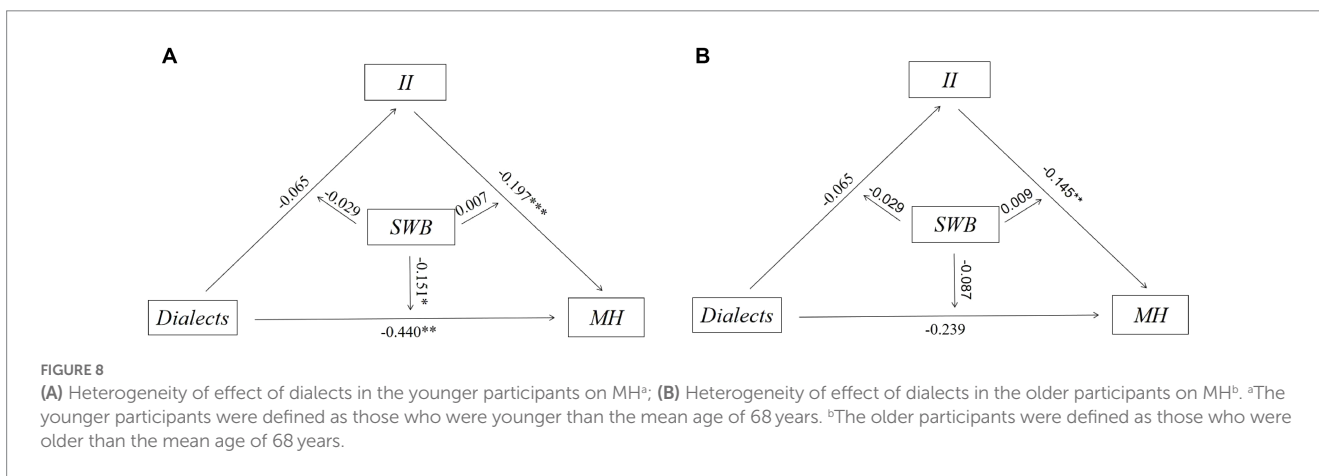 A
II
-0.065
-0.029
SWB
0.007
-0.197***
-0.151*
Dialects
-0.440**
MH
B
II
-0.065
-0.029
SWB
0.009
-0.145**
-0.087
Dialects
-0.239
MH
FIGURE 8
(A) Heterogeneity of effect of dialects in the younger participants on MHᵃ; (B) Heterogeneity of effect of dialects in the older participants on MHᵇ. ᵃThe
younger participants were defined as those who were younger than the mean age of 68 years. ᵇThe older participants were defined as those who were
older than the mean age of 68 years.